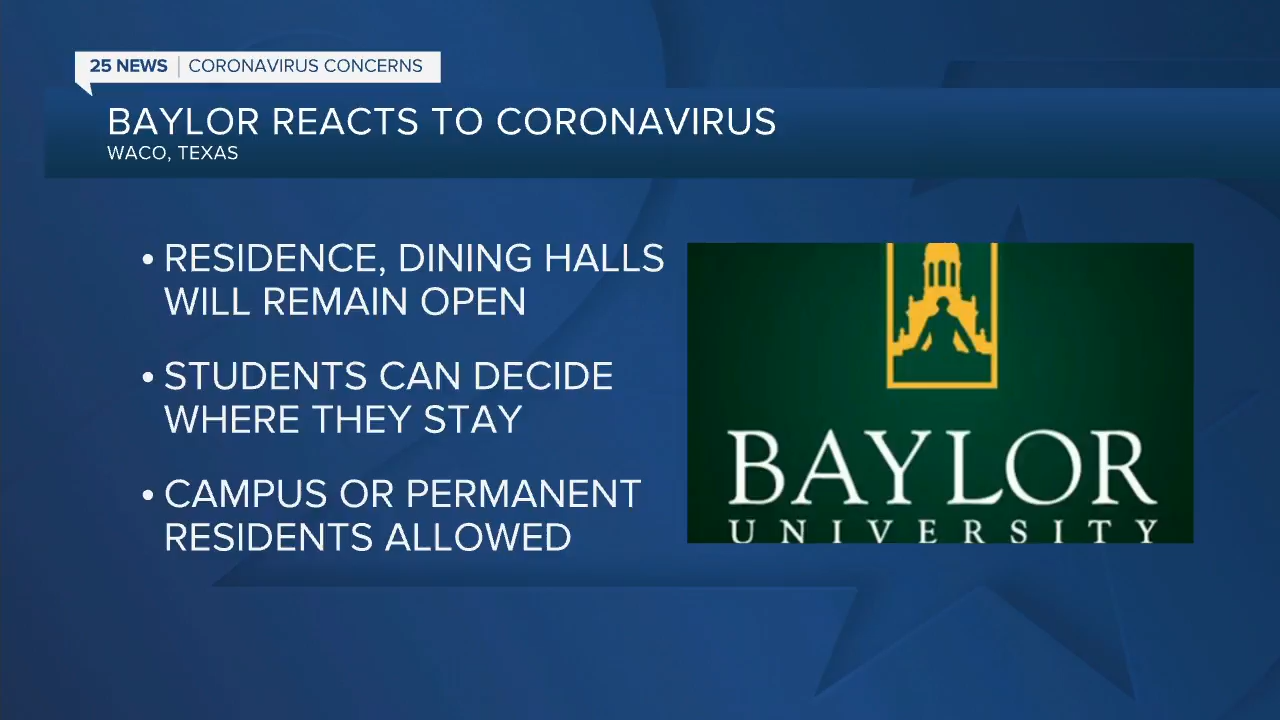 25 NEWS | CORONAVIRUS CONCERNS
BAYLOR REACTS TO CORONAVIRUS
WACO, TEXAS
• RESIDENCE, DINING HALLS
WILL REMAIN OPEN
• STUDENTS CAN DECIDE
WHERE THEY STAY
• CAMPUS OR PERMANENT
RESIDENTS ALLOWED
BAYLOR
UNIVERSITY